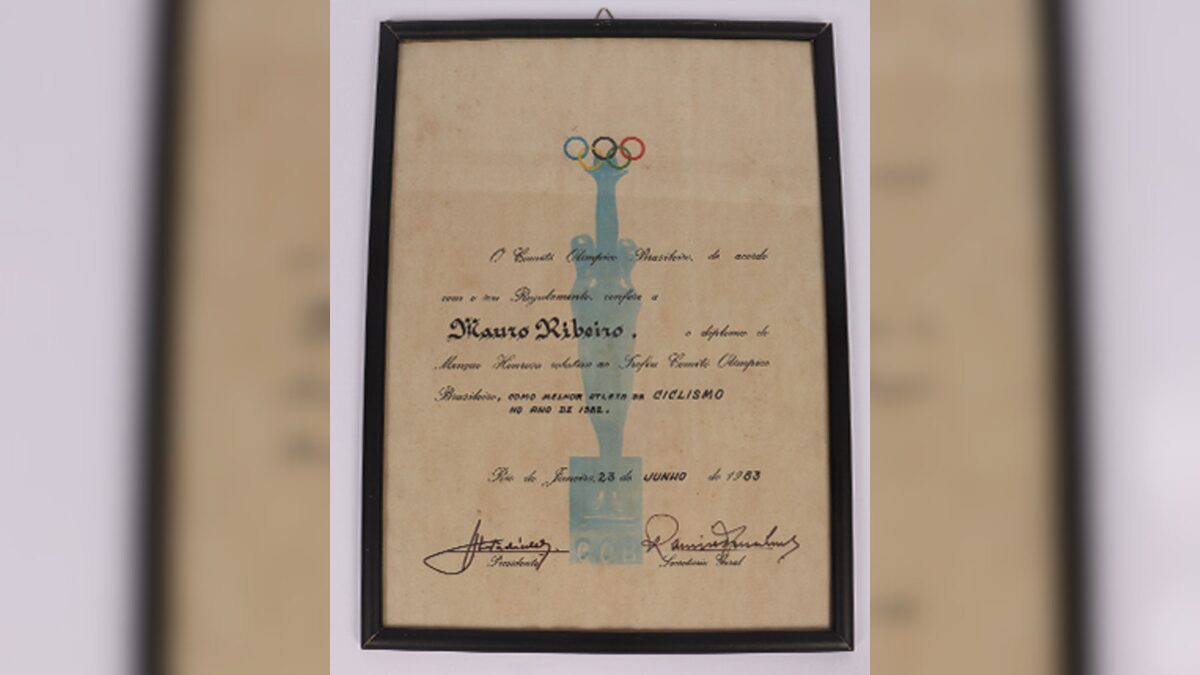 O Comitê Olímpico Brasileiro, de acordo
com o seu Regulamento, confere a
Mauro Ribeiro, o diploma de
Menção Honrosa relativo ao Troféu Comitê Olímpico
Brasileiro, COMO MELHOR ATLETA DE CICLISMO
NO ANO DE 1982.
Rio de Janeiro, 23 de JUNHO de 1983
Presidente Secretário Geral
COB